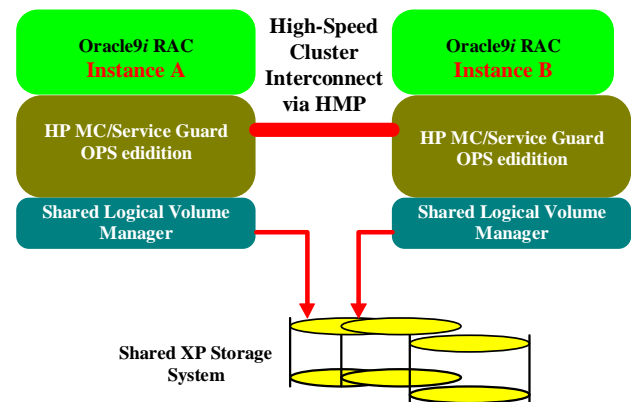 Oracle9i RAC
Instance A
High-Speed
Cluster
Interconnect
via HMP
Oracle9i RAC
Instance B
HP MC/Service Guard
OPS edidition
HP MC/Service Guard
OPS edidition
Shared Logical Volume
Manager
Shared Logical Volume
Manager
Shared XP Storage
System